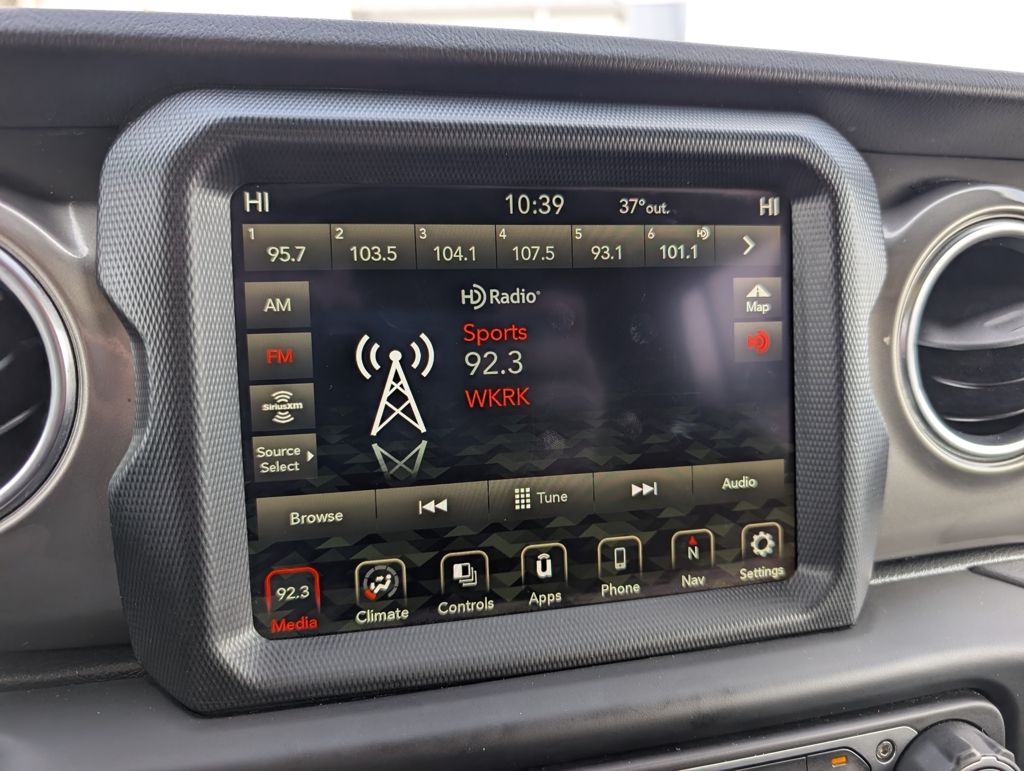 HI 10:39 37°out. HI
1 2 3 4 5 6 HD
95.7 103.5 104.1 107.5 93.1 101.1
AM
HD Radio
Map
Sports
FM
92.3
SiriusXM
WKRK
Source
Select
Browse Tune Audio
92.3 N
Media Climate Controls Apps Phone Nav Settings